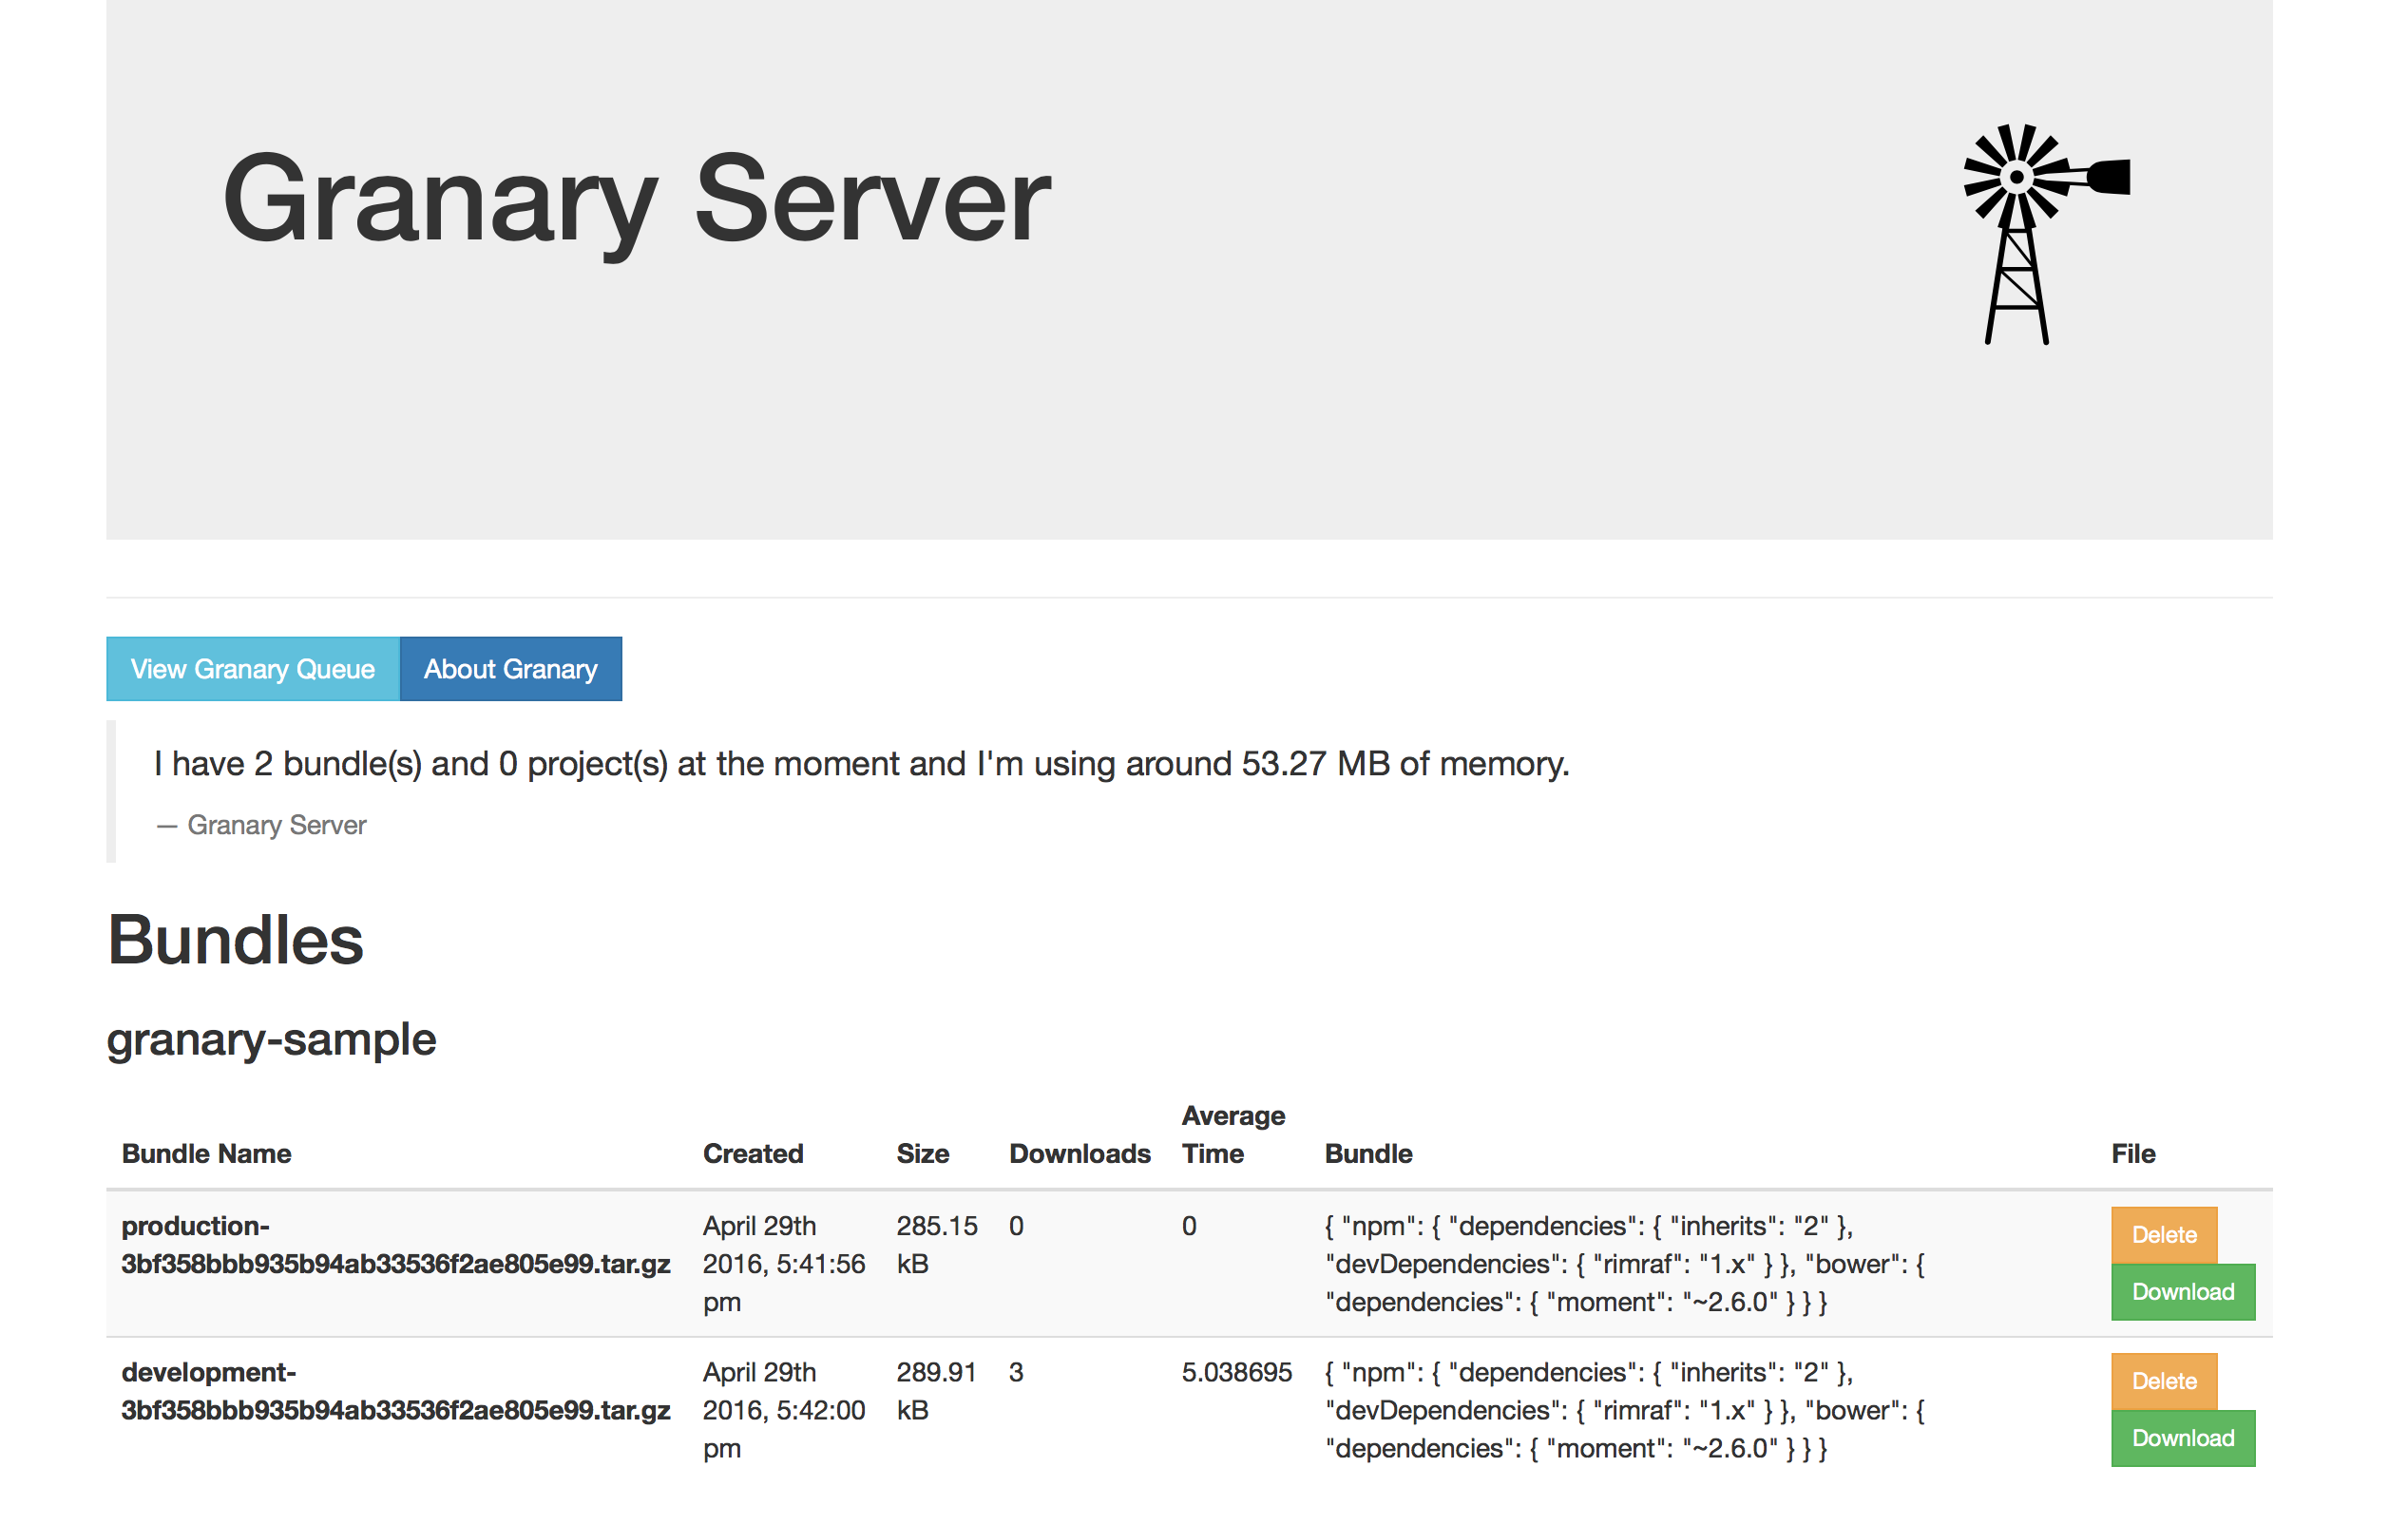 Granary Server
View Granary Queue About Granary
I have 2 bundle(s) and 0 project(s) at the moment and I'm using around 53.27 MB of memory.
— Granary Server
Bundles
granary-sample
Bundle Name Created Size Downloads Average Time Bundle File
production-
3bf358bbb935b94ab33536f2ae805e99.tar.gz
April 29th
2016, 5:41:56
pm
285.15
kB
0
0
{ "npm": { "dependencies": { "inherits": "2" },
"devDependencies": { "rimraf": "1.x" } }, "bower": {
"dependencies": { "moment": "~2.6.0" } } }
Delete
Download
development-
3bf358bbb935b94ab33536f2ae805e99.tar.gz
April 29th
2016, 5:42:00
pm
289.91
kB
3
5.038695
{ "npm": { "dependencies": { "inherits": "2" },
"devDependencies": { "rimraf": "1.x" } }, "bower": {
"dependencies": { "moment": "~2.6.0" } } }
Delete
Download